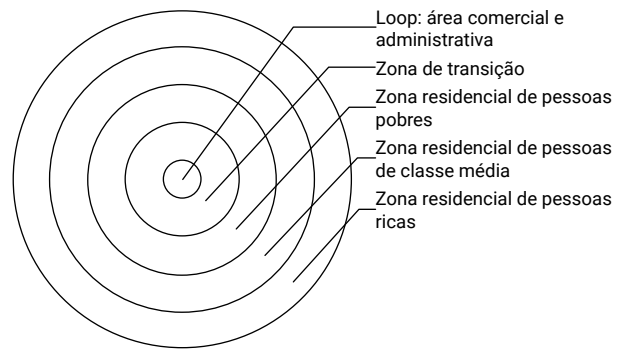 Loop: área comercial e
administrativa
Zona de transição
Zona residencial de pessoas
pobres
Zona residencial de pessoas
de classe média
Zona residencial de pessoas
ricas